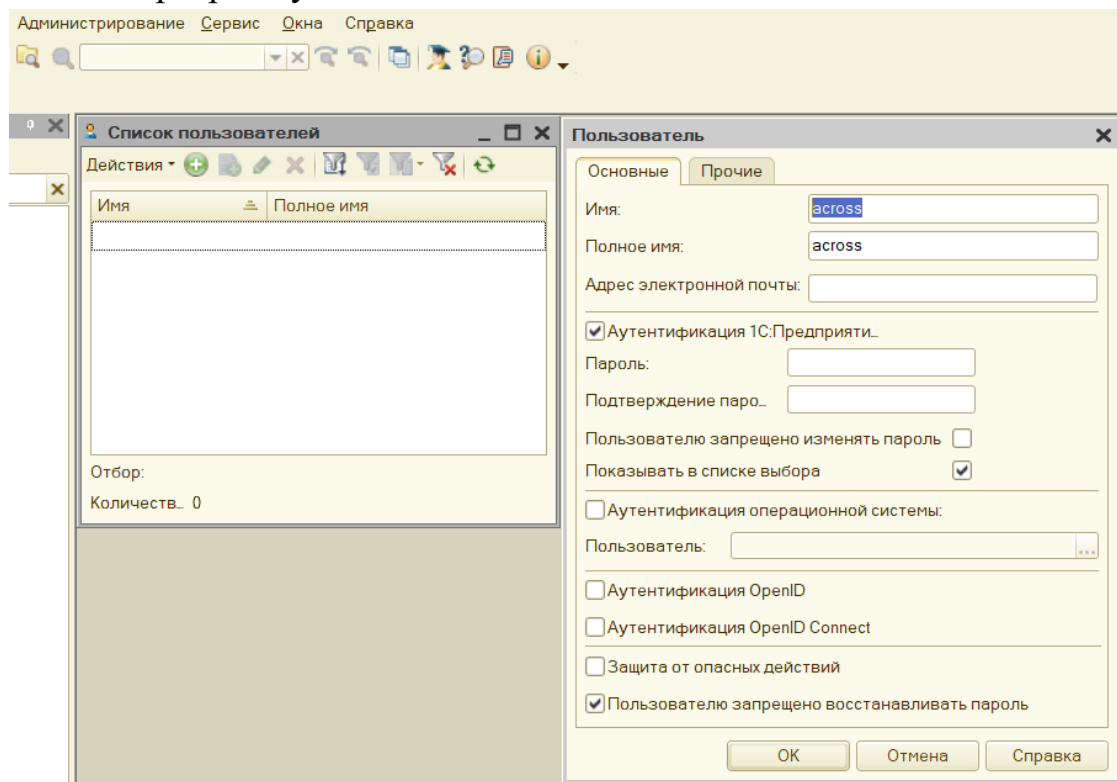 Администрирование Сервис Окна Справка
Список пользователей
Действия
Имя Полное имя
Отбор:
Количеств... 0
Пользователь
Основные Прочие
Имя: across
Полное имя: across
Адрес электронной почты:
Аутентификация 1С:Предприяти...
Пароль:
Подтверждение паро...
Пользователю запрещено изменять пароль
Показывать в списке выбора
Аутентификация операционной системы:
Пользователь: ...
Аутентификация OpenID
Аутентификация OpenID Connect
Защита от опасных действий
Пользователю запрещено восстанавливать пароль
ОК Отмена Справка